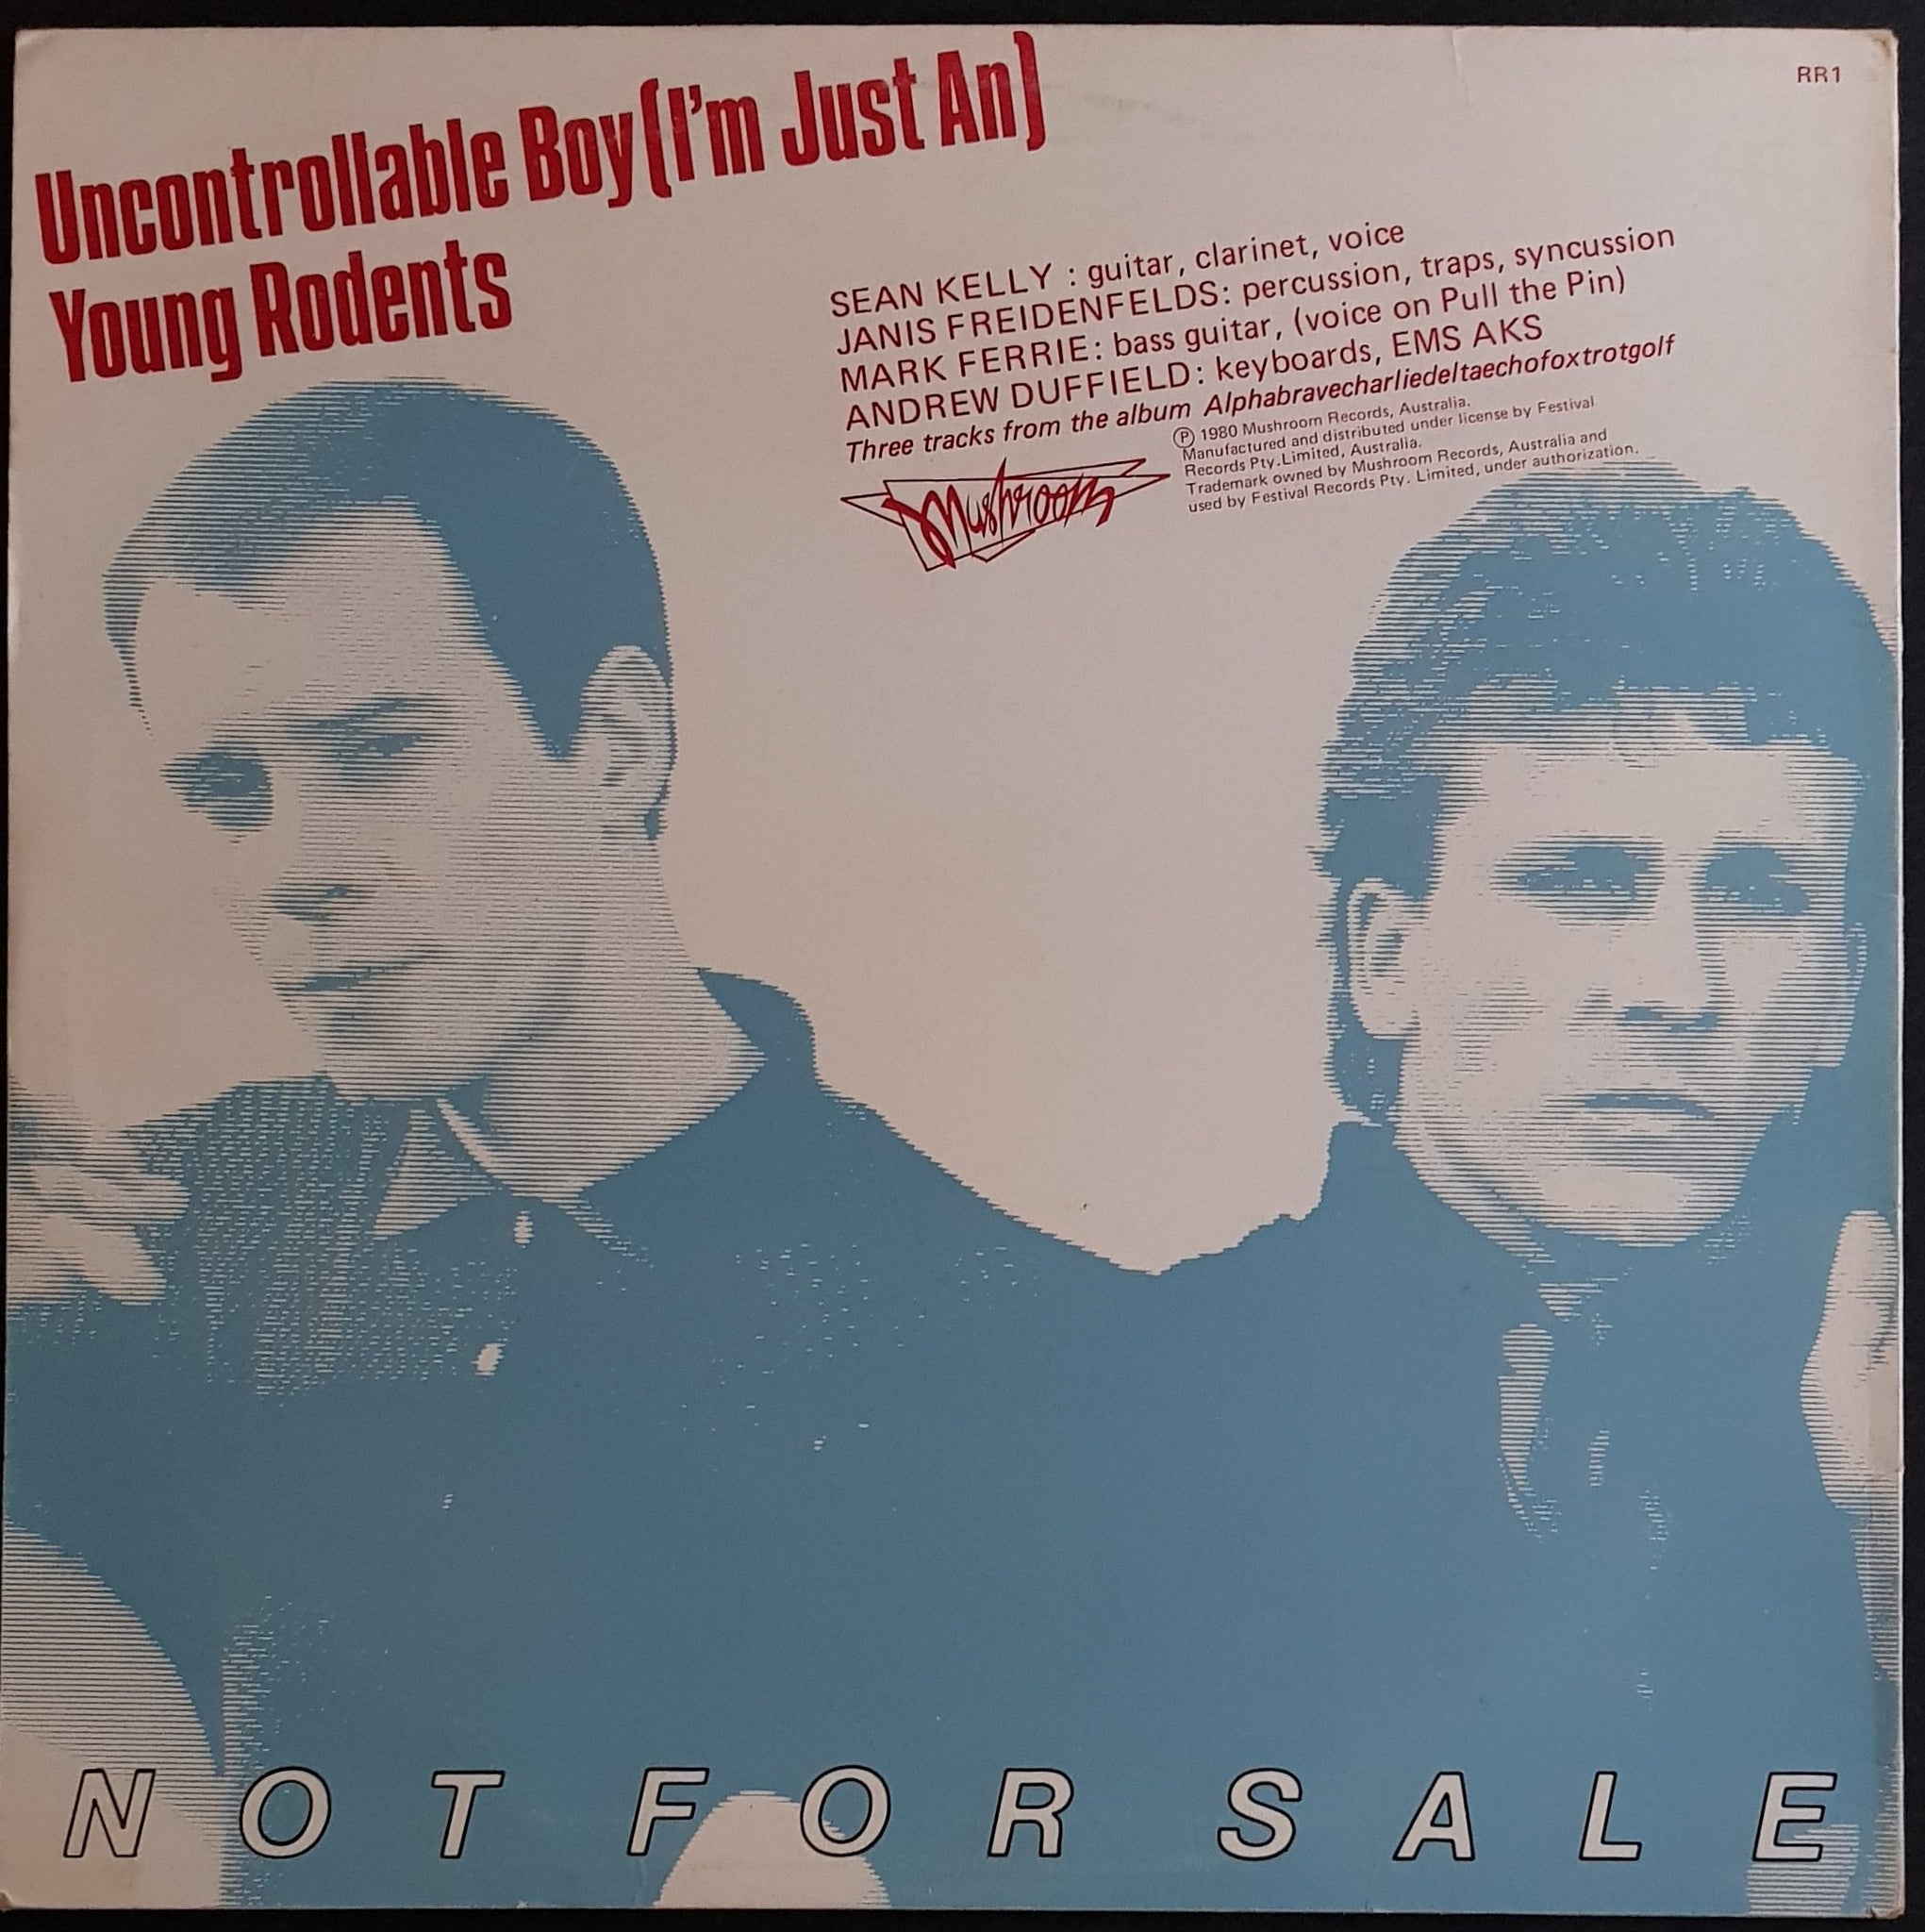 RR1
Uncontrollable Boy (I'm Just An)
Young Rodents
SEAN KELLY : guitar, clarinet, voice
JANIS FREIDENFELDS: percussion, traps, syncussion
MARK FERRIE: bass guitar, (voice on Pull the Pin)
ANDREW DUFFIELD: keyboards, EMS AKS
Three tracks from the album Alphabravecharliedeltaechofoxtrotgolf
Ⓟ 1980 Mushroom Records, Australia.
Manufactured and distributed under license by Festival
Records Pty.Limited, Australia.
Trademark owned by Mushroom Records, Australia and
used by Festival Records Pty. Limited, under authorization.
Mushroom
NOT FOR SALE